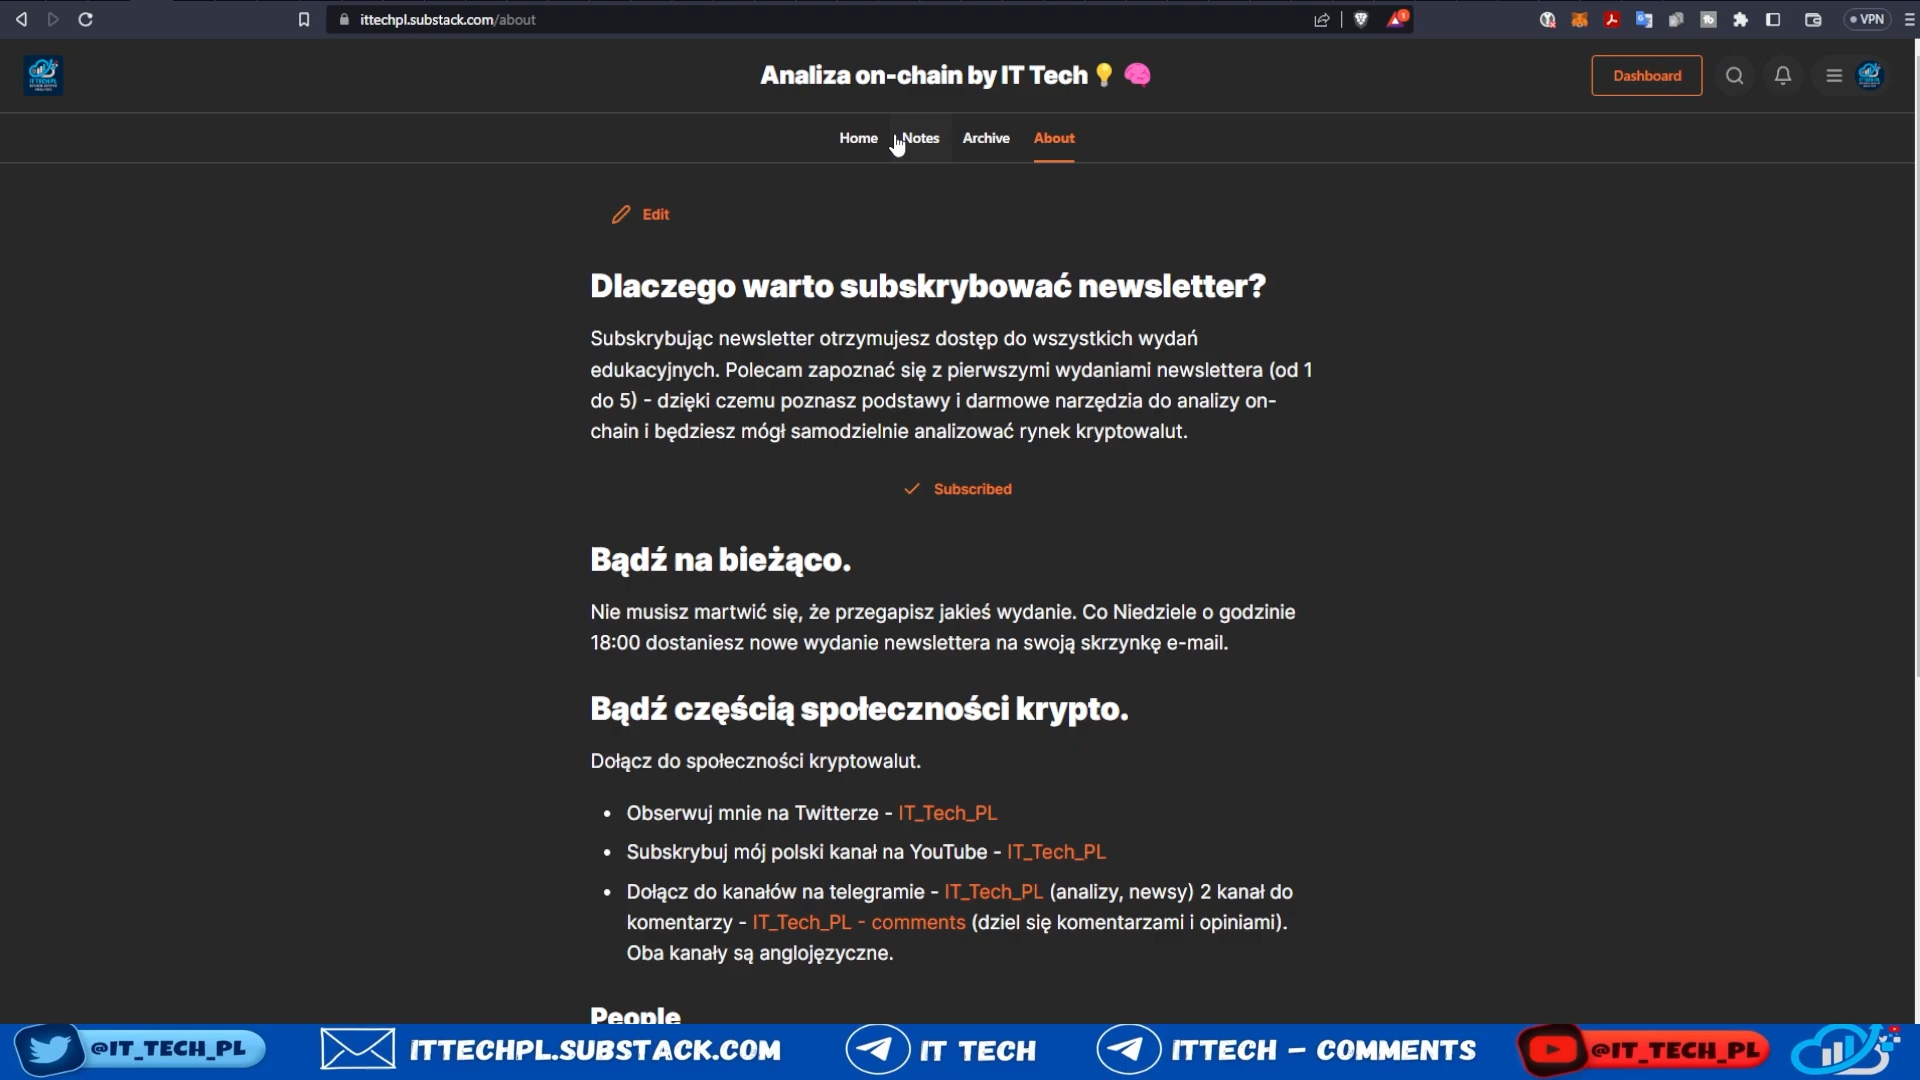 ittechpl.substack.com/about
1
VPN
Analiza on-chain by IT Tech
Dashboard
Home
Notes
Archive
About
Edit
Dlaczego warto subskrybować newsletter?
Subskrybując newsletter otrzymujesz dostęp do wszystkich wydań
edukacyjnych. Polecam zapoznać się z pierwszymi wydaniami newslettera (od 1
do 5) - dzięki czemu poznasz podstawy i darmowe narzędzia do analizy on-
chain i będziesz mógł samodzielnie analizować rynek kryptowalut.
Subscribed
Bądź na bieżąco.
Nie musisz martwić się, że przegapisz jakieś wydanie. Co Niedziele o godzinie
18:00 dostaniesz nowe wydanie newslettera na swoją skrzynkę e-mail.
Bądź częścią społeczności krypto.
Dołącz do społeczności kryptowalut.
Obserwuj mnie na Twitterze - IT_Tech_PL
Subskrybuj mój polski kanał na YouTube - IT_Tech_PL
Dołącz do kanałów na telegramie - IT_Tech_PL (analizy, newsy) 2 kanał do
komentarzy - IT_Tech_PL - comments (dziel się komentarzami i opiniami).
Oba kanały są anglojęzyczne.
People
@IT_TECH_PL
ITTECHPL.SUBSTACK.COM
IT TECH
ITTECH - COMMENTS
@IT_TECH_PL